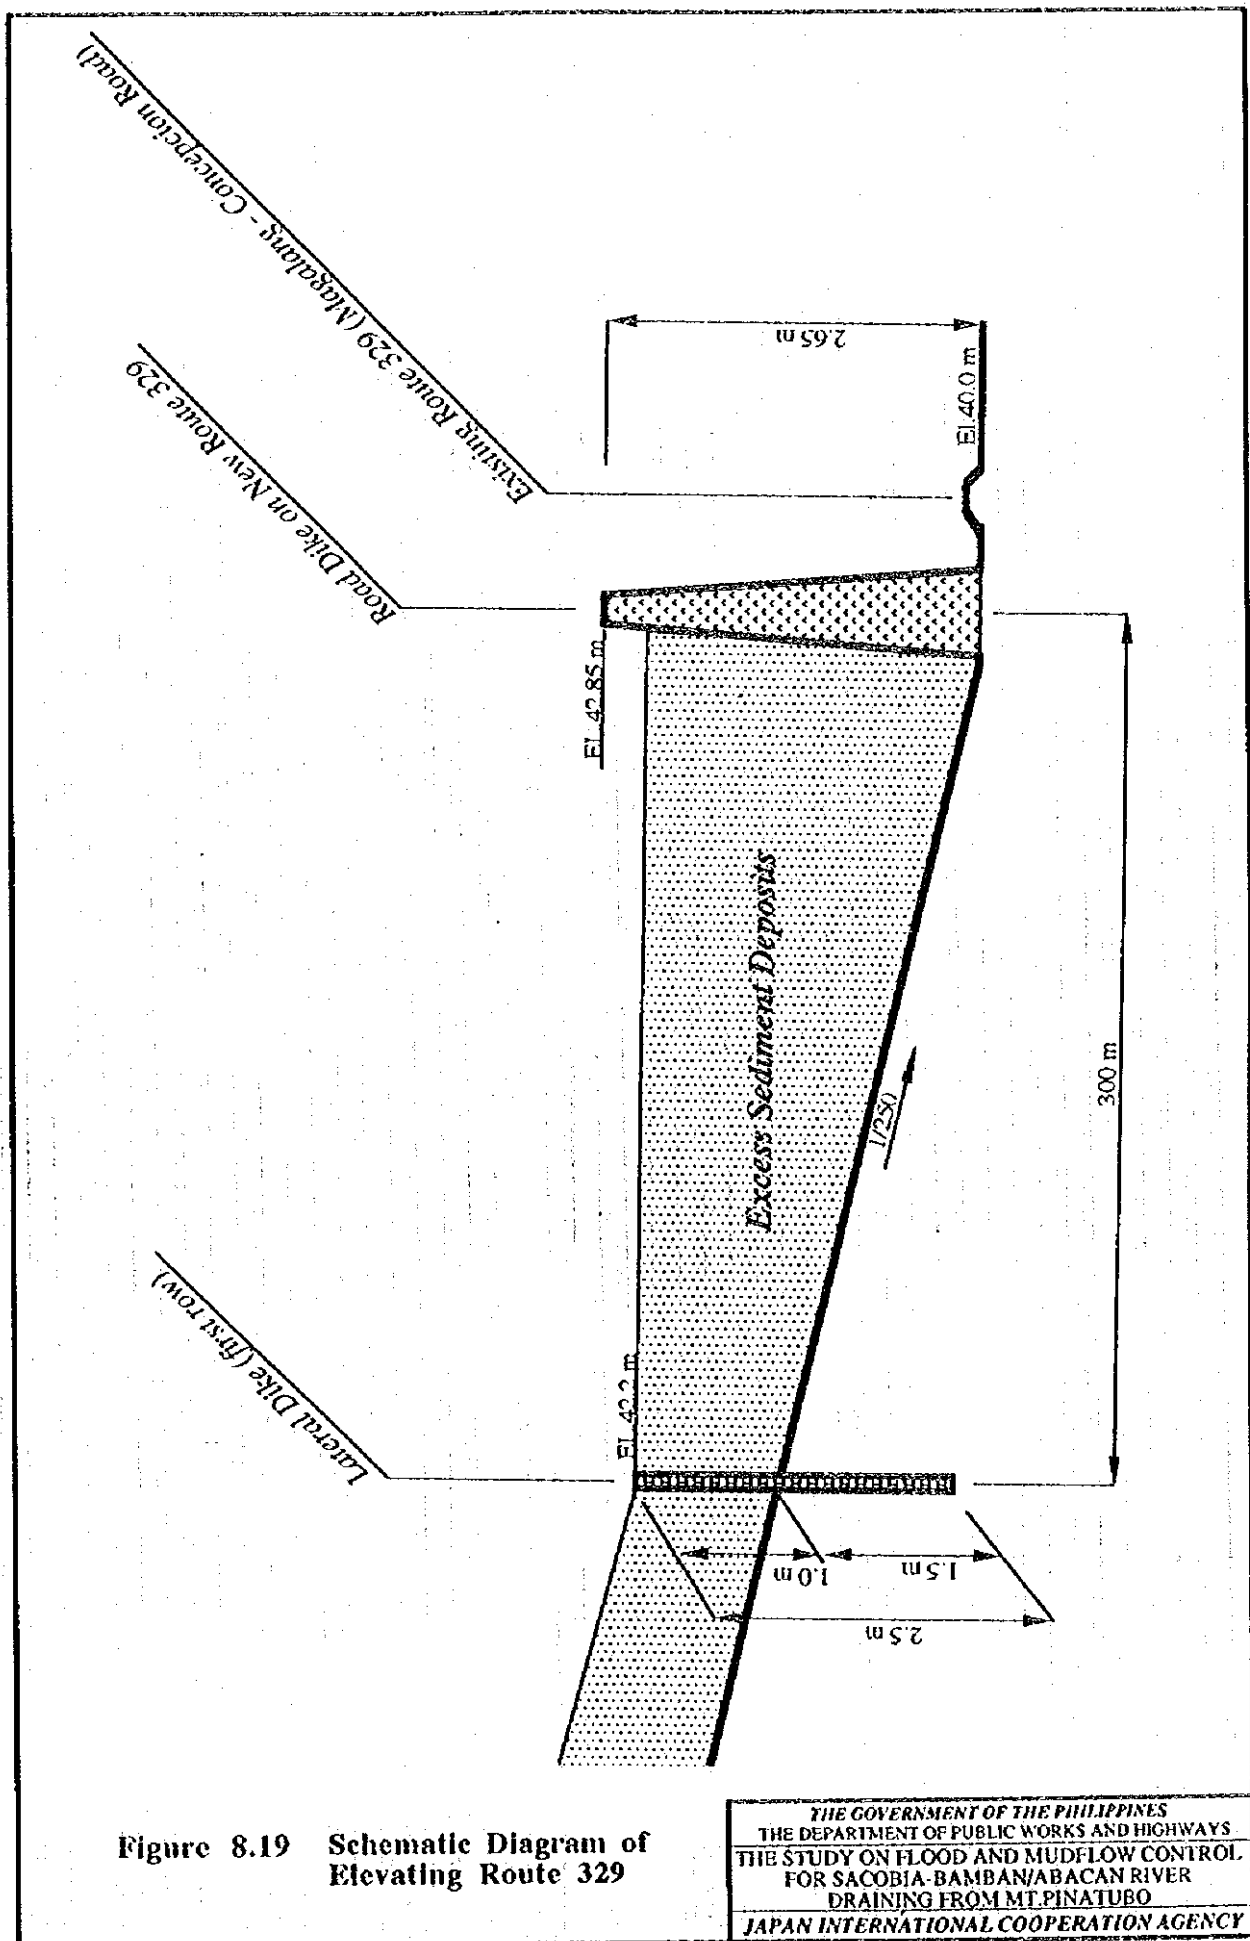 Existing Route 329 (Magalang - Concepcion Road)
Road Dike on New Route 329
Lateral Dike (first row)
2.65 m
El. 40.0 m
El. 42.85 m
Excess Sediment Deposits
1/250
300 m
El. 42.2 m
1.0 m
1.5 m
2.5 m
Figure 8.19 Schematic Diagram of
Elevating Route 329
THE GOVERNMENT OF THE PHILIPPINES
THE DEPARTMENT OF PUBLIC WORKS AND HIGHWAYS
THE STUDY ON FLOOD AND MUDFLOW CONTROL
FOR SACOBIA-BAMBAN/ABACAN RIVER
DRAINING FROM MT.PINATUBO
JAPAN INTERNATIONAL COOPERATION AGENCY